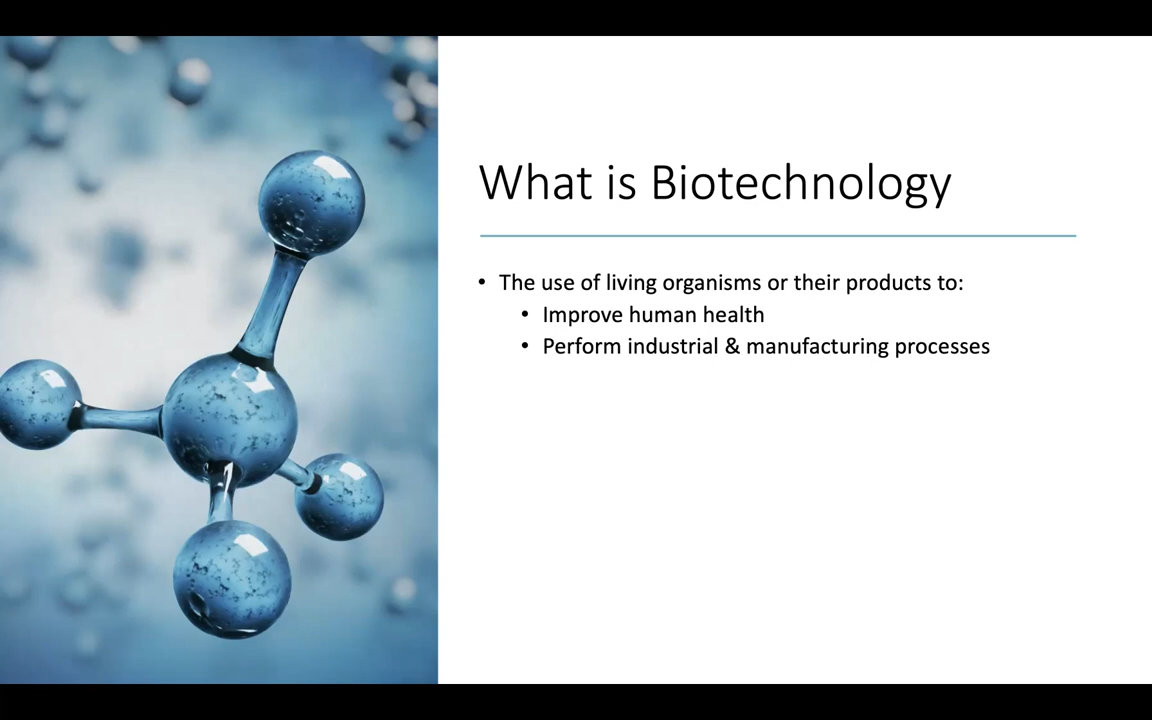 What is Biotechnology
• The use of living organisms or their products to:
• Improve human health
• Perform industrial & manufacturing processes